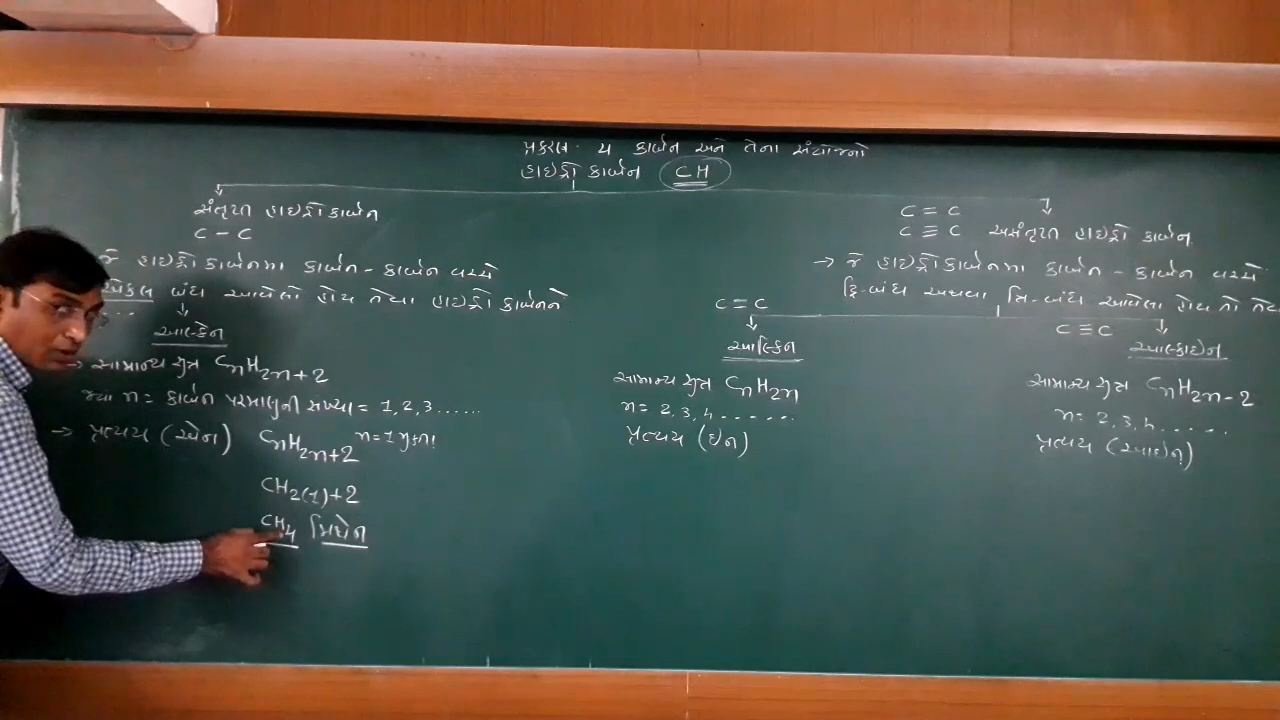 પ્રકરણ- 4 કાર્બન અને તેના સંયોજનો
હાઇડ્રો કાર્બન CH
સંતૃપ્ત હાઇડ્રોકાર્બન
C - C
જે હાઇડ્રોકાર્બનમાં કાર્બન - કાર્બન વચ્ચે
એકલ બંધ આવેલો હોય તેવા હાઇડ્રો કાર્બનને
આલ્કેન
→ સામાન્ય સૂત્ર CnH2n+2
જ્યાં n = કાર્બન પરમાણુની સંખ્યા = 1, 2, 3 ......
→ પ્રત્યય (એન) CnH2n+2 n=1
CH2(1)+2
CH4 મિથેન
C = C
C ≡ C અસંતૃપ્ત હાઇડ્રો કાર્બન
→ જે હાઇડ્રોકાર્બનમાં કાર્બન - કાર્બન વચ્ચે
દ્વિ-બંધ અથવા ત્રિ-બંધ આવેલા હોય તો તેવા
C = C
આલ્કિન
સામાન્ય સૂત્ર CnH2n
n = 2, 3, 4 ......
પ્રત્યય (ઇન)
C ≡ C
આલ્કાઇન
સામાન્ય સૂત્ર CnH2n-2
n = 2, 3, 4 .....
પ્રત્યય (આઇન)